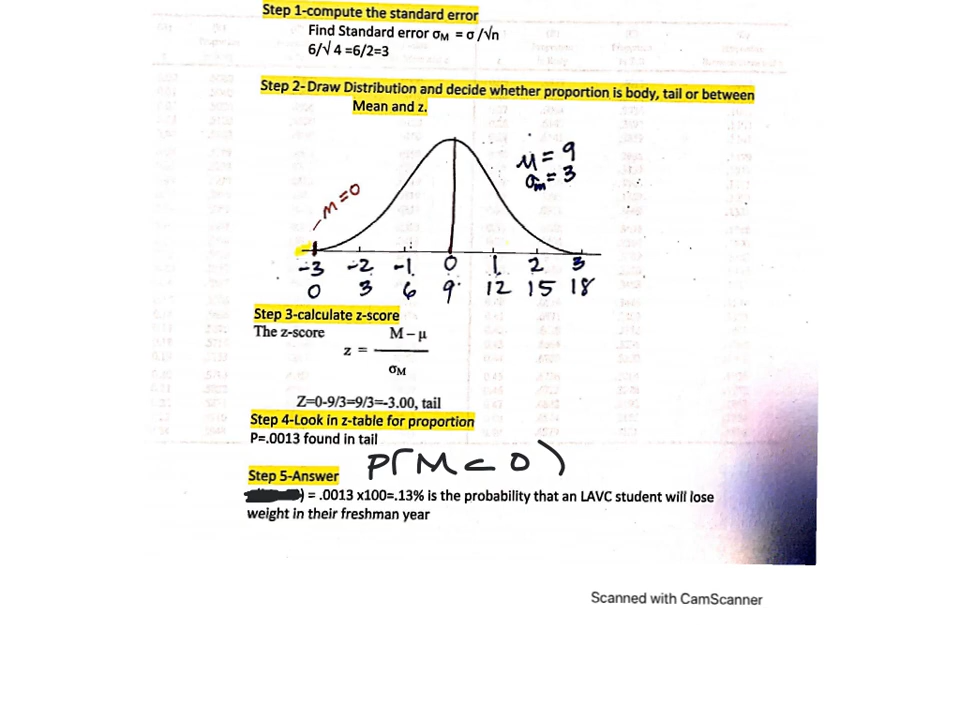 Step 1-compute the standard error
Find Standard error σM = σ /√n
6/√ 4 =6/2=3
Step 2- Draw Distribution and decide whether proportion is body, tail or between
Mean and z.
M = 9
σm = 3
M=0
-3 -2 -1 0 1 2 3
0 3 6 9 12 15 18
Step 3-calculate z-score
The z-score M – μ
z =
σM
Z=0-9/3=9/3=-3.00, tail
Step 4-Look in z-table for proportion
P=.0013 found in tail
p(M < 0)
Step 5-Answer
) = .0013 x100=.13% is the probability that an LAVC student will lose
weight in their freshman year
Scanned with CamScanner